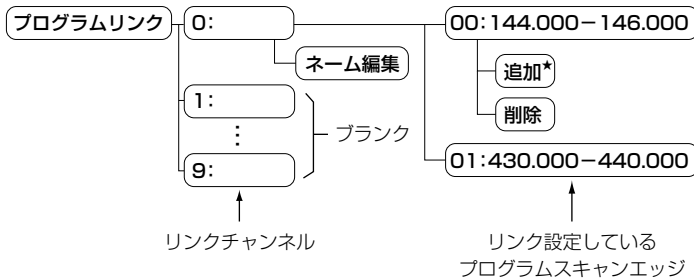 プログラムリンク
0:
ネーム編集
1:
⋮
9:
ブランク
リンクチャンネル
00:144.000−146.000
追加★
削除
01:430.000−440.000
リンク設定している
プログラムスキャンエッジ